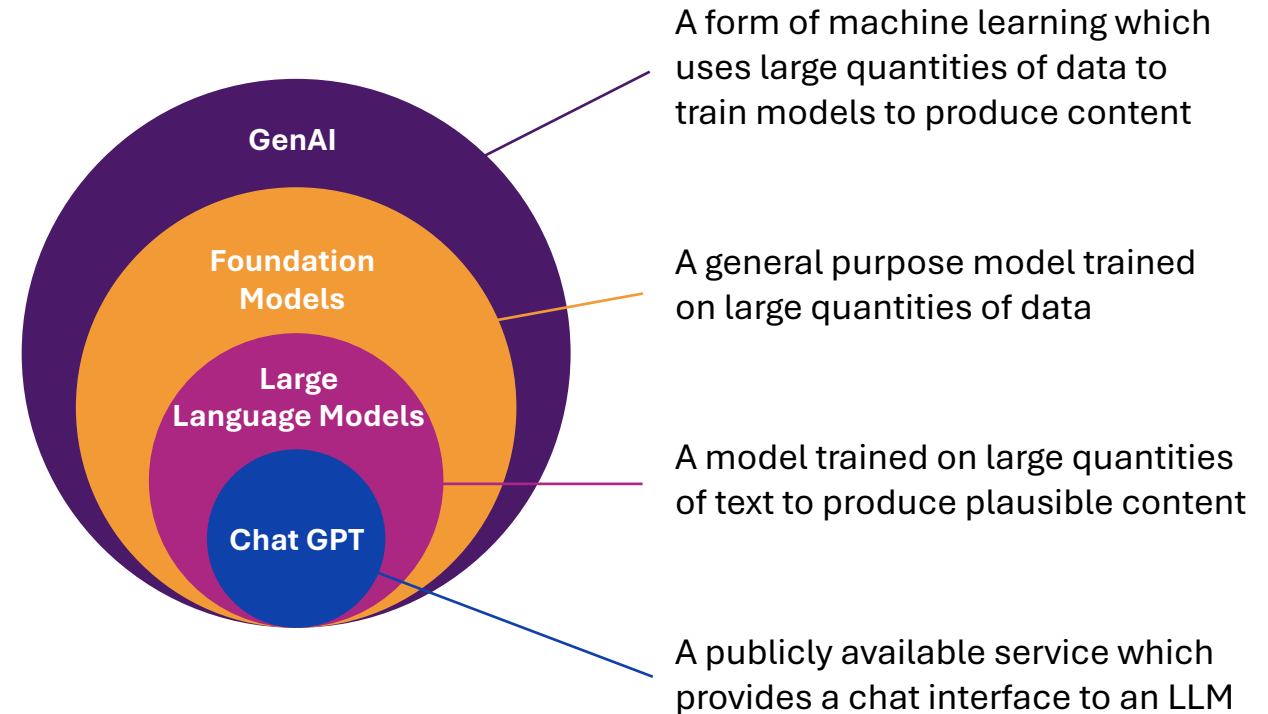 GenAI
Foundation
Models
Large
Language Models
Chat GPT
A form of machine learning which
uses large quantities of data to
train models to produce content
A general purpose model trained
on large quantities of data
A model trained on large quantities
of text to produce plausible content
A publicly available service which
provides a chat interface to an LLM